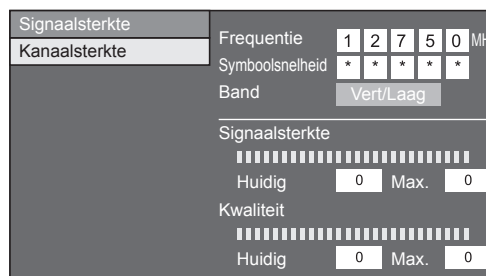 Signaalsterkte
Kanaalsterkte
Frequentie 1 2 7 5 0 MH
Symboolsnelheid * * * * *
Band Vert/Laag
Signaalsterkte
Huidig 0 Max. 0
Kwaliteit
Huidig 0 Max. 0